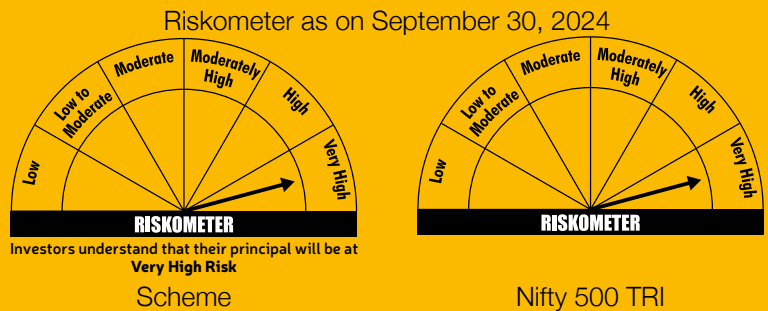 Riskometer as on September 30, 2024
Low
Low to
Moderate
Moderate
Moderately
High
High
Very High
RISKOMETER
Investors understand that their principal will be at
Very High Risk
Scheme
Low
Low to
Moderate
Moderate
Moderately
High
High
Very High
RISKOMETER
Nifty 500 TRI